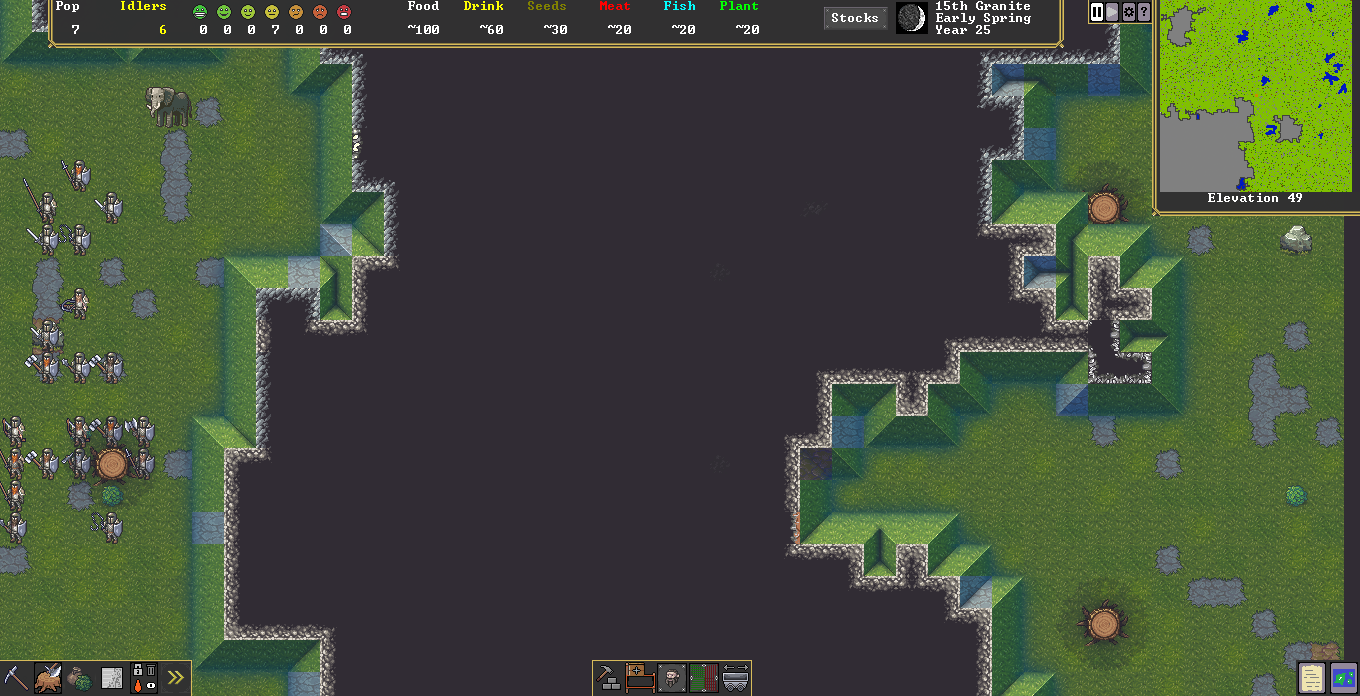 Pop Idlers Food Drink Seeds Meat Fish Plant
7 6 0 0 0 7 0 0 0 ~100 ~60 ~30 ~20 ~20 ~20
Stocks
15th Granite
Early Spring
Year 25
?
Elevation 49